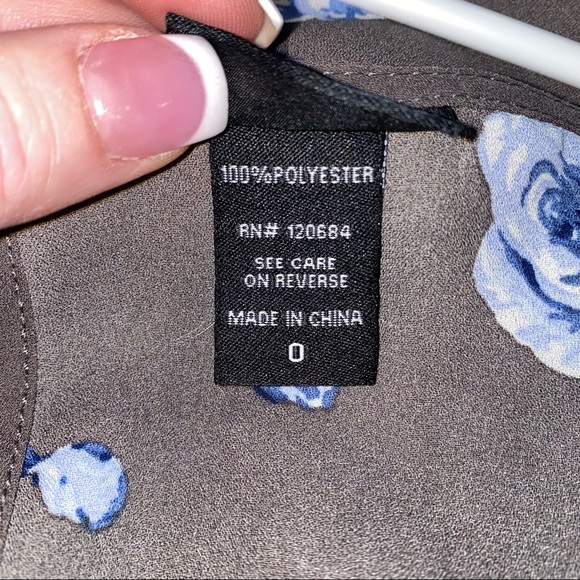 100%POLYESTER
RN# 120684
SEE CARE
ON REVERSE
MADE IN CHINA
0